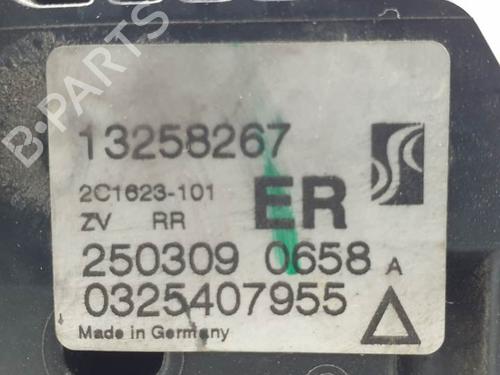 B-PARTS
13258267
2C1623-101
ER
ZV RR
250309 0658 A
0325407955
Made in Germany